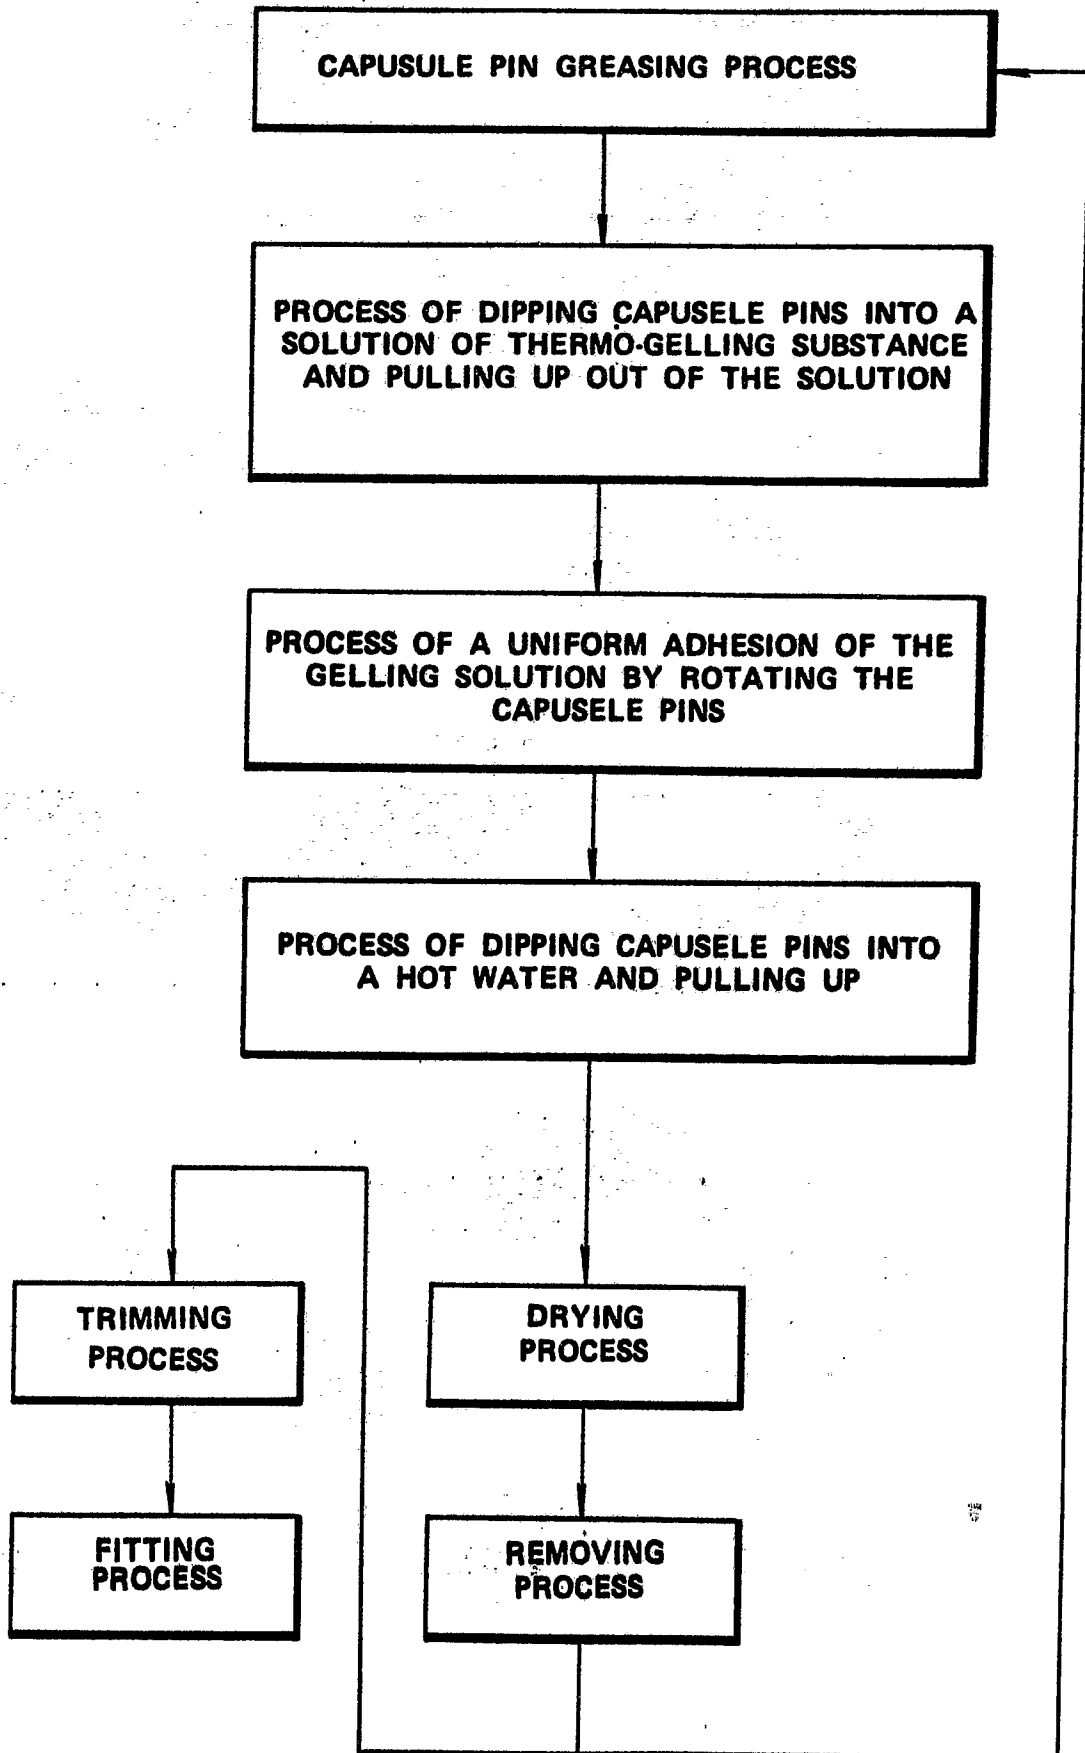 CAPUSULE PIN GREASING PROCESS
PROCESS OF DIPPING CAPUSELE PINS INTO A
SOLUTION OF THERMO-GELLING SUBSTANCE
AND PULLING UP OUT OF THE SOLUTION
PROCESS OF A UNIFORM ADHESION OF THE
GELLING SOLUTION BY ROTATING THE
CAPUSELE PINS
PROCESS OF DIPPING CAPUSELE PINS INTO
A HOT WATER AND PULLING UP
TRIMMING
PROCESS
DRYING
PROCESS
FITTING
PROCESS
REMOVING
PROCESS